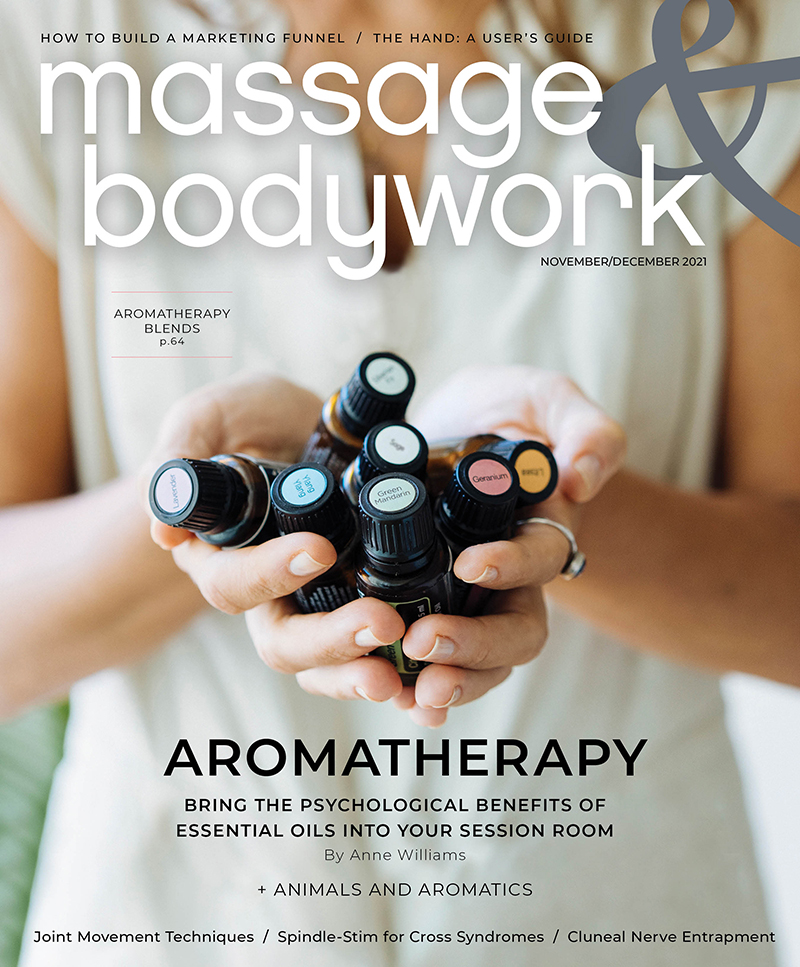 HOW TO BUILD A MARKETING FUNNEL / THE HAND: A USER'S GUIDE
massage &
bodywork
NOVEMBER/DECEMBER 2021
AROMATHERAPY
BLENDS
p.64
Sage
Lavender
Green
Mandarin
Geranium
Litsea
AROMATHERAPY
BRING THE PSYCHOLOGICAL BENEFITS OF
ESSENTIAL OILS INTO YOUR SESSION ROOM
By Anne Williams
+ ANIMALS AND AROMATICS
Joint Movement Techniques / Spindle-Stim for Cross Syndromes / Cluneal Nerve Entrapment